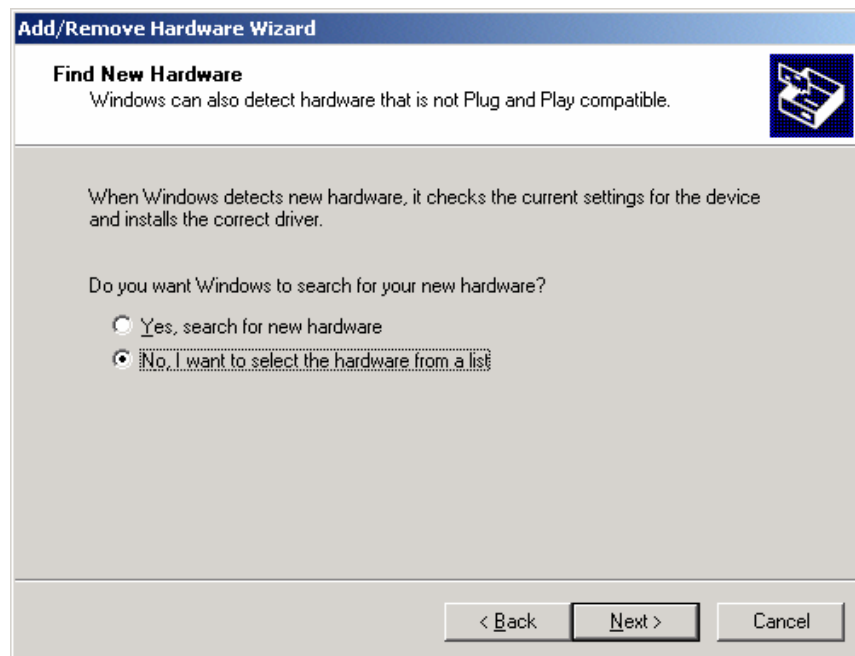 Add/Remove Hardware Wizard
Find New Hardware
Windows can also detect hardware that is not Plug and Play compatible.
When Windows detects new hardware, it checks the current settings for the device
and installs the correct driver.
Do you want Windows to search for your new hardware?
Yes, search for new hardware
No, I want to select the hardware from a list
< Back Next > Cancel